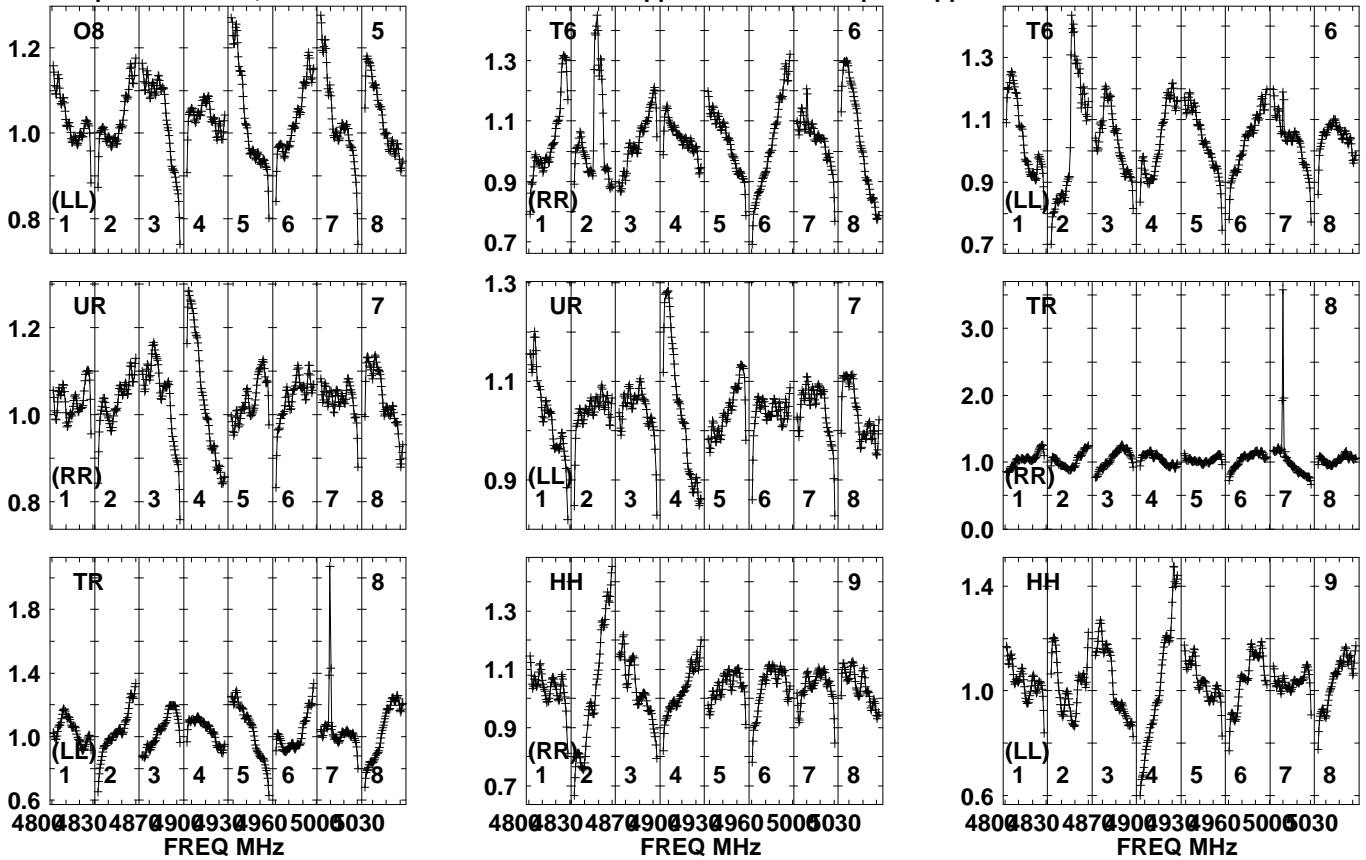 O8 5
1.2
1.0
0.8
(LL)
1 2 3 4 5 6 7 8
T6 6
1.3
1.1
0.9
0.7
(RR)
1 2 3 4 5 6 7 8
T6 6
1.3
1.1
0.9
0.7
(LL)
1 2 3 4 5 6 7 8
UR 7
1.2
1.0
0.8
(RR)
1 2 3 4 5 6 7 8
UR 7
1.3
1.1
0.9
(LL)
1 2 3 4 5 6 7 8
TR 8
3.0
2.0
1.0
0.0
(RR)
1 2 3 4 5 6 7 8
TR 8
1.8
1.4
1.0
0.6
(LL)
1 2 3 4 5 6 7 8
4800 4830 4870 4900 4930 4960 5000 5030
FREQ MHz
HH 9
1.3
1.1
0.9
0.7
(RR)
1 2 3 4 5 6 7 8
4800 4830 4870 4900 4930 4960 5000 5030
FREQ MHz
HH 9
1.4
1.0
0.6
(LL)
1 2 3 4 5 6 7 8
4800 4830 4870 4900 4930 4960 5000 5030
FREQ MHz